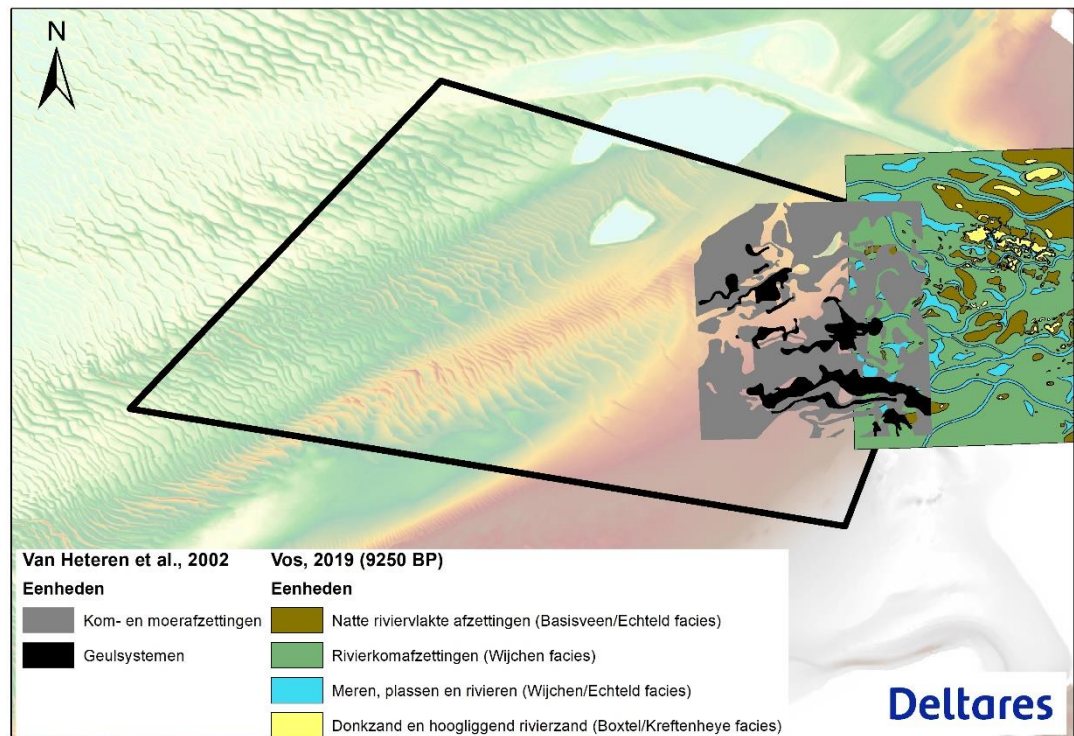 N
Van Heteren et al., 2002
Eenheden
Kom- en moerafzettingen
Geulsystemen
Vos, 2019 (9250 BP)
Eenheden
Natte riviervlakte afzettingen (Basisveen/Echteld facies)
Rivierkomafzettingen (Wijchen facies)
Meren, plassen en rivieren (Wijchen/Echteld facies)
Donkzand en hoogliggend rivierzand (Boxtel/Kreftenheye facies)
Deltares